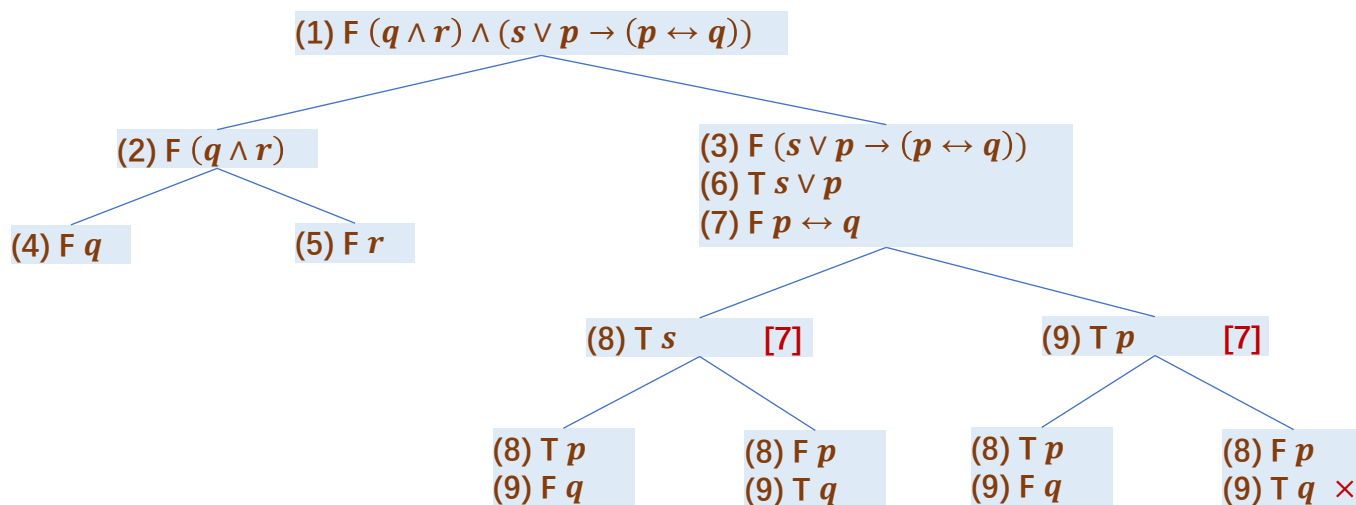 (1) F (q ∧ r) ∧ (s ∨ p → (p ↔ q))
(2) F (q ∧ r)
(3) F (s ∨ p → (p ↔ q))
(6) T s ∨ p
(7) F p ↔ q
(4) F q
(5) F r
(8) T s [7]
(9) T p [7]
(8) T p
(9) F q
(8) F p
(9) T q
(8) T p
(9) F q
(8) F p
(9) T q ×